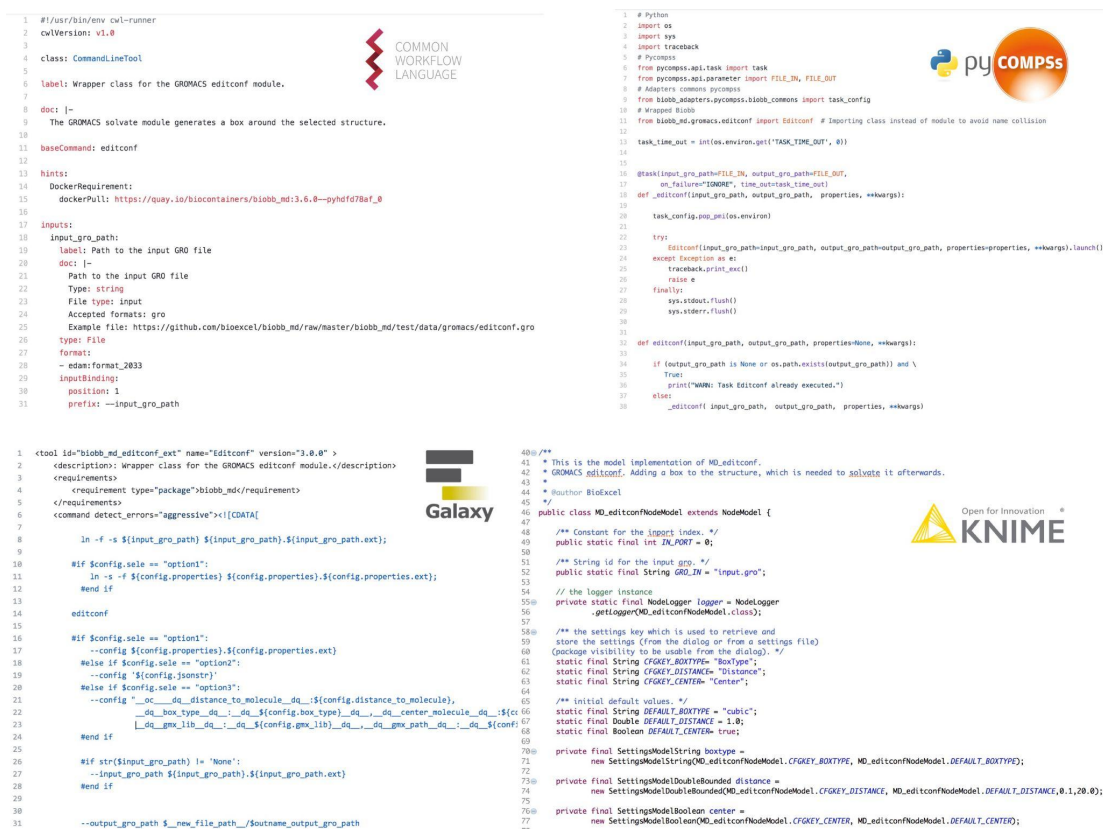 1 #!/usr/bin/env cwl-runner
2 cwlVersion: v1.0
3
4 class: CommandLineTool
5
6 label: Wrapper class for the GROMACS editconf module.
7
8 doc: |-
9 The GROMACS solvate module generates a box around the selected structure.
10
11 baseCommand: editconf
12
13 hints:
14 DockerRequirement:
15 dockerPull: https://quay.io/biocontainers/biobb_md:3.6.0--pyhdfd78af_0
16
17 inputs:
18 input_gro_path:
19 label: Path to the input GRO file
20 doc: |-
21 Path to the input GRO file
22 Type: string
23 File type: input
24 Accepted formats: gro
25 Example file: https://github.com/bioexcel/biobb_md/raw/master/biobb_md/test/data/gromacs/editconf.gro
26 type: File
27 format:
28 - edam:format_2033
29 inputBinding:
30 position: 1
31 prefix: --input_gro_path
COMMON
WORKFLOW
LANGUAGE
1 # Python
2 import os
3 import sys
4 import traceback
5 # Pycompss
6 from pycompss.api.task import task
7 from pycompss.api.parameter import FILE_IN, FILE_OUT
8 # Adapters commons pycompss
9 from biobb_adapters.pycompss.biobb_commons import task_config
10 # Wrapped Biobb
11 from biobb_md.gromacs.editconf import Editconf # Importing class instead of module to avoid name collision
12
13 task_time_out = int(os.environ.get('TASK_TIME_OUT', 0))
14
15
16 @task(input_gro_path=FILE_IN, output_gro_path=FILE_OUT,
17 on_failure="IGNORE", time_out=task_time_out)
18 def _editconf(input_gro_path, output_gro_path, properties, **kwargs):
19
20 task_config.pop_pmi(os.environ)
21
22 try:
23 Editconf(input_gro_path=input_gro_path, output_gro_path=output_gro_path, properties=properties, **kwargs).launch()
24 except Exception as e:
25 traceback.print_exc()
26 raise e
27 finally:
28 sys.stdout.flush()
29 sys.stderr.flush()
30
31
32 def editconf(input_gro_path, output_gro_path, properties=None, **kwargs):
33
34 if (output_gro_path is None or os.path.exists(output_gro_path)) and \
35 True:
36 print("WARN: Task Editconf already executed.")
37 else:
38 _editconf( input_gro_path, output_gro_path, properties, **kwargs)
py COMPSs
1 <tool id="biobb_md_editconf_ext" name="Editconf" version="3.0.0" >
2 <description>: Wrapper class for the GROMACS editconf module.</description>
3 <requirements>
4 <requirement type="package">biobb_md</requirement>
5 </requirements>
6 <command detect_errors="aggressive"><![CDATA[
7
8 ln -f -s ${input_gro_path} ${input_gro_path}.${input_gro_path.ext};
9
10 #if $config.sele == "option1":
11 ln -s -f ${config.properties} ${config.properties}.${config.properties.ext};
12 #end if
13
14 editconf
15
16 #if $config.sele == "option1":
17 --config ${config.properties}.${config.properties.ext}
18 #else if $config.sele == "option2":
19 --config '${config.jsonstr}'
20 #else if $config.sele == "option3":
21 --config "__oc____dq__distance_to_molecule__dq__:${config.distance_to_molecule},
22 __dq__box_type__dq__:__dq__${config.box_type}__dq__,__dq__center_molecule__dq__:${cc
23 __dq__gmx_lib__dq__:__dq__${config.gmx_lib}__dq__,__dq__gmx_path__dq__:__dq__${confi
24 #end if
25
26 #if str($input_gro_path) != 'None':
27 --input_gro_path ${input_gro_path}.${input_gro_path.ext}
28 #end if
29
30
31 --output_gro_path $__new_file_path__/$outname_output_gro_path
Galaxy
40 /**
41 * This is the model implementation of MD_editconf.
42 * GROMACS editconf. Adding a box to the structure, which is needed to solvate it afterwards.
43 *
44 * @author BioExcel
45 */
46 public class MD_editconfNodeModel extends NodeModel {
47
48 /** Constant for the inport index. */
49 public static final int IN_PORT = 0;
50
51 /** String id for the input gro. */
52 public static final String GRO_IN = "input.gro";
53
54 // the logger instance
55 private static final NodeLogger logger = NodeLogger
56 .getLogger(MD_editconfNodeModel.class);
57
58 /** the settings key which is used to retrieve and
59 store the settings (from the dialog or from a settings file)
60 (package visibility to be usable from the dialog). */
61 static final String CFGKEY_BOXTYPE= "BoxType";
62 static final String CFGKEY_DISTANCE= "Distance";
63 static final String CFGKEY_CENTER= "Center";
64
65 /** initial default values. */
66 static final String DEFAULT_BOXTYPE = "cubic";
67 static final Double DEFAULT_DISTANCE = 1.0;
68 static final Boolean DEFAULT_CENTER= true;
69
70 private final SettingsModelString boxtype =
71 new SettingsModelString(MD_editconfNodeModel.CFGKEY_BOXTYPE, MD_editconfNodeModel.DEFAULT_BOXTYPE);
72
73 private final SettingsModelDoubleBounded distance =
74 new SettingsModelDoubleBounded(MD_editconfNodeModel.CFGKEY_DISTANCE, MD_editconfNodeModel.DEFAULT_DISTANCE,0.1,20.0);
75
76 private final SettingsModelBoolean center =
77 new SettingsModelBoolean(MD_editconfNodeModel.CFGKEY_CENTER, MD_editconfNodeModel.DEFAULT_CENTER);
Open for Innovation
KNIME